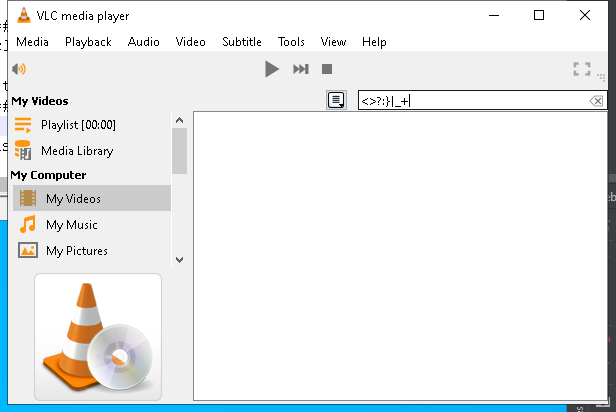 VLC media player
Media Playback Audio Video Subtitle Tools View Help
My Videos
<>?:}|_+
Playlist [00:00]
Media Library
My Computer
My Videos
My Music
My Pictures